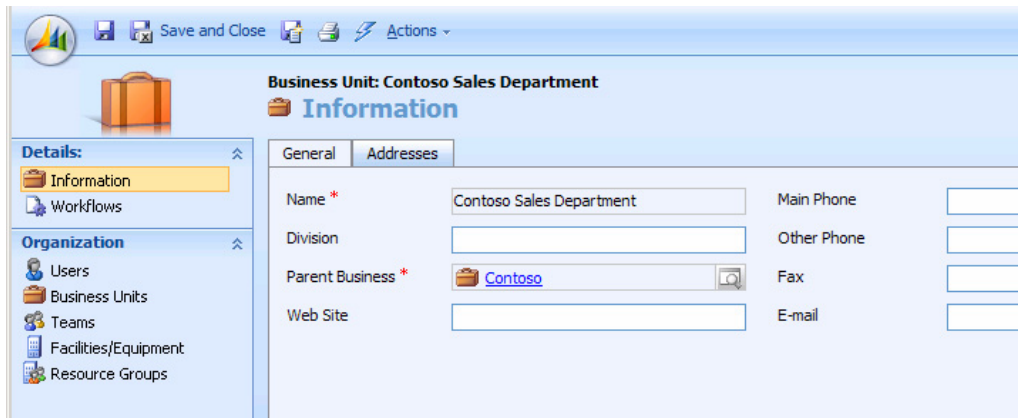 Save and Close Actions
Business Unit: Contoso Sales Department
Information
Details:
Information
Workflows
Organization
Users
Business Units
Teams
Facilities/Equipment
Resource Groups
General Addresses
Name * Contoso Sales Department Main Phone
Division Other Phone
Parent Business * Contoso Fax
Web Site E-mail